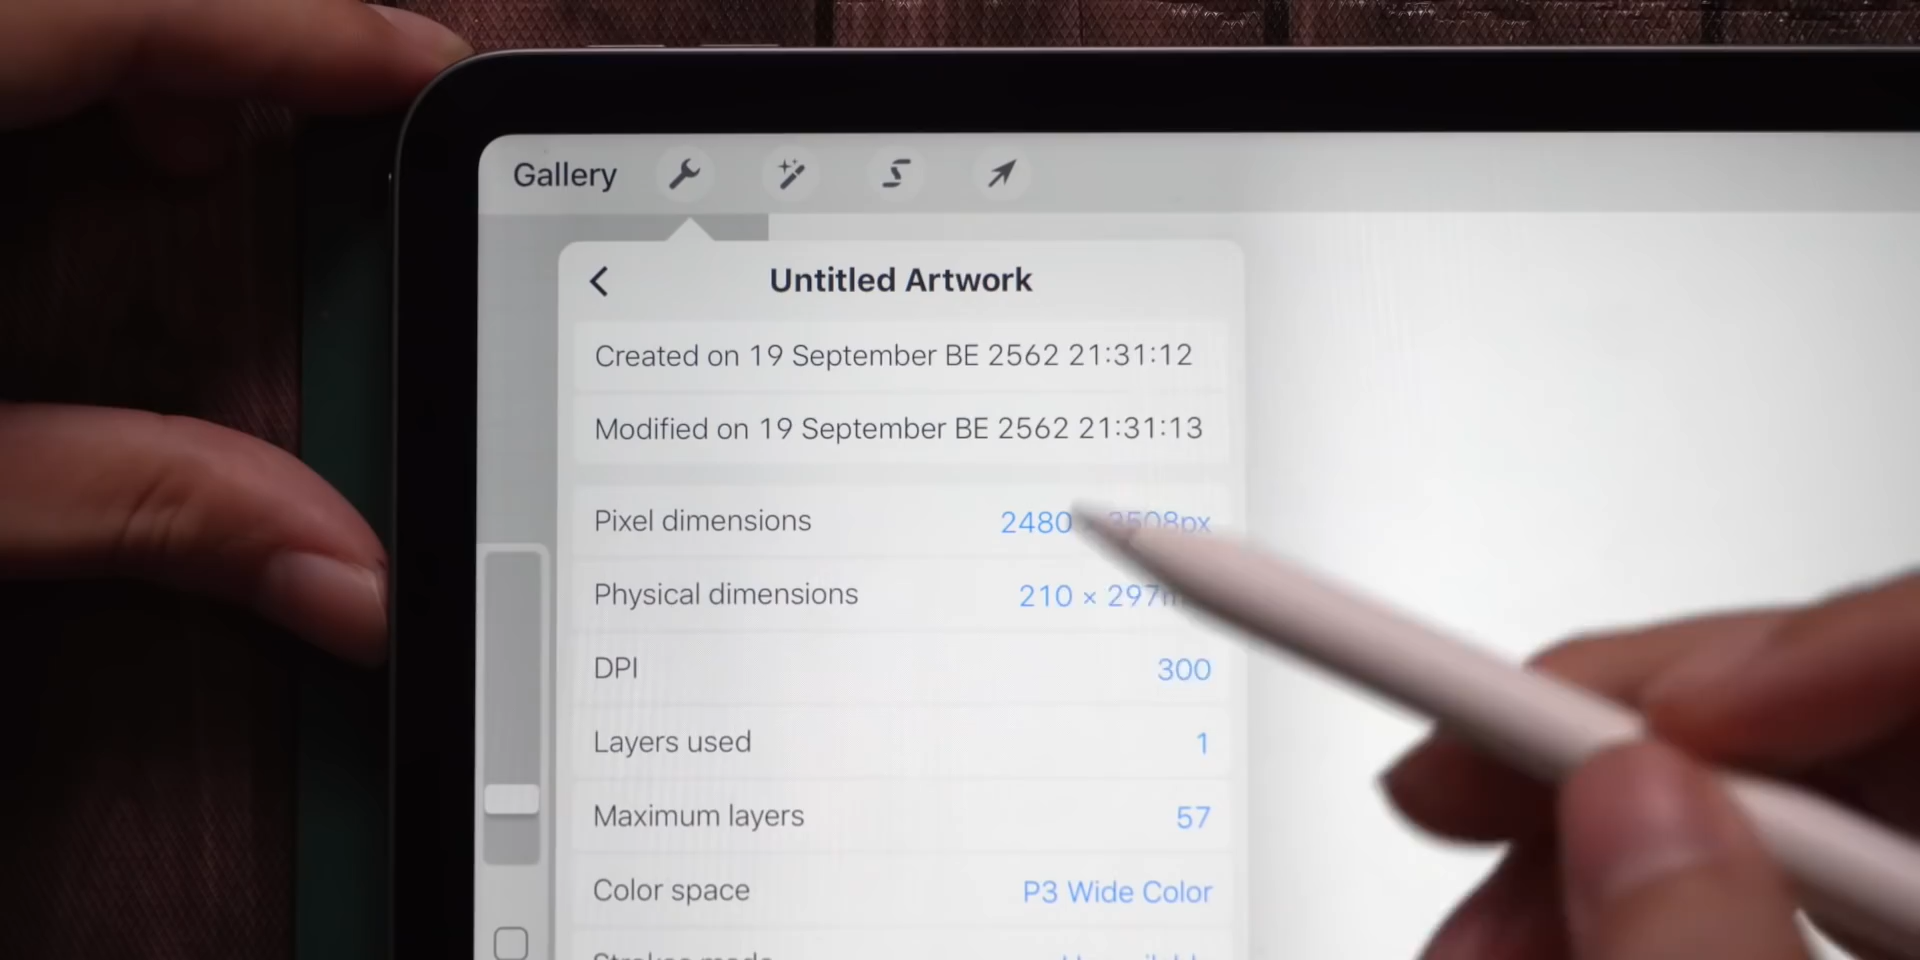 Gallery
Untitled Artwork
Created on 19 September BE 2562 21:31:12
Modified on 19 September BE 2562 21:31:13
Pixel dimensions 2480 3508px
Physical dimensions 210 × 297
DPI 300
Layers used 1
Maximum layers 57
Color space P3 Wide Color